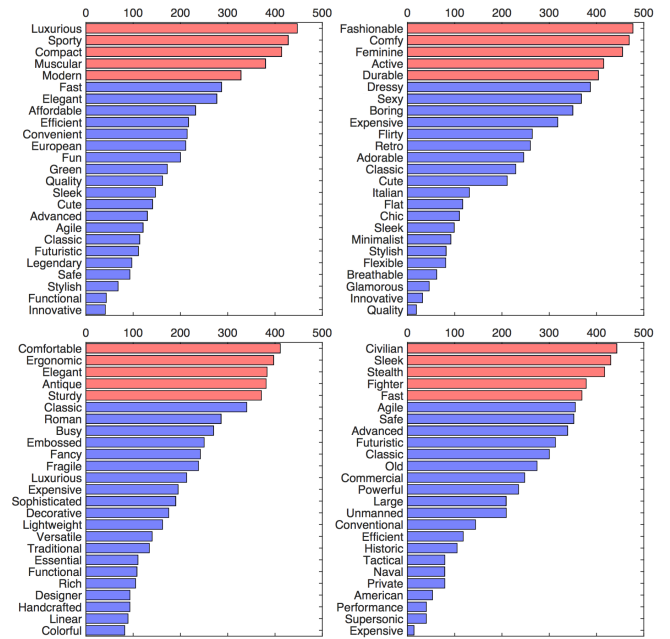 0 100 200 300 400 500
Luxurious
Sporty
Compact
Muscular
Modern
Fast
Elegant
Affordable
Efficient
Convenient
European
Fun
Green
Quality
Sleek
Cute
Advanced
Agile
Classic
Futuristic
Legendary
Safe
Stylish
Functional
Innovative
0 100 200 300 400 500
Fashionable
Comfy
Feminine
Active
Durable
Dressy
Sexy
Boring
Expensive
Flirty
Retro
Adorable
Classic
Cute
Italian
Flat
Chic
Sleek
Minimalist
Stylish
Flexible
Breathable
Glamorous
Innovative
Quality
0 100 200 300 400 500
Comfortable
Ergonomic
Elegant
Antique
Sturdy
Classic
Roman
Busy
Embossed
Fancy
Fragile
Luxurious
Expensive
Sophisticated
Decorative
Lightweight
Versatile
Traditional
Essential
Functional
Rich
Designer
Handcrafted
Linear
Colorful
0 100 200 300 400 500
Civilian
Sleek
Stealth
Fighter
Fast
Agile
Safe
Advanced
Futuristic
Classic
Old
Commercial
Powerful
Large
Unmanned
Conventional
Efficient
Historic
Tactical
Naval
Private
American
Performance
Supersonic
Expensive